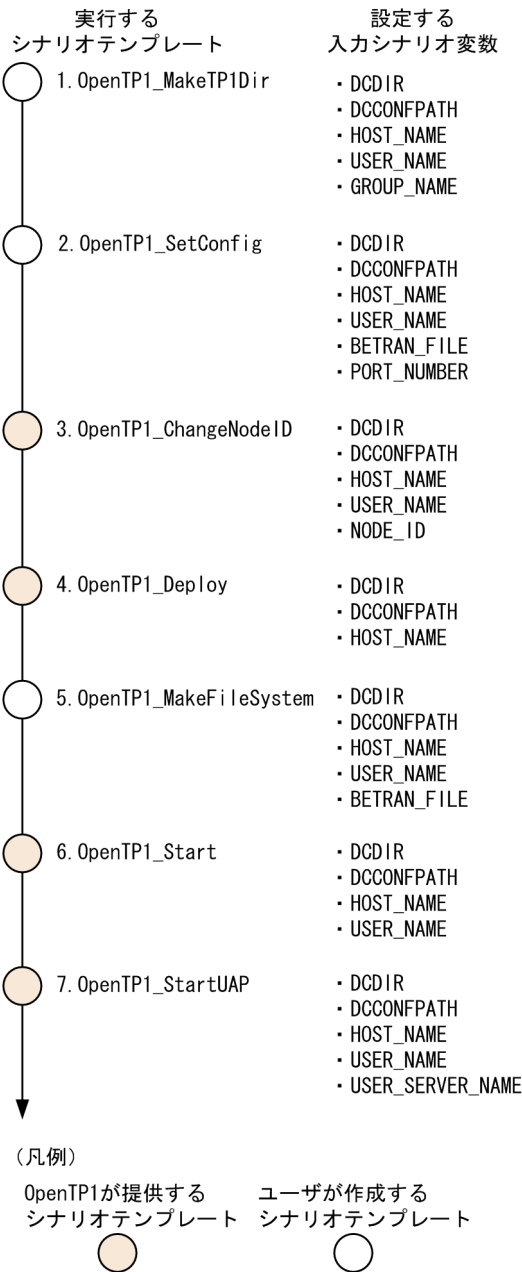 実行する
シナリオテンプレート
設定する
入力シナリオ変数
1. OpenTP1_MakeTP1Dir
・DCDIR
・DCCONFPATH
・HOST_NAME
・USER_NAME
・GROUP_NAME
2. OpenTP1_SetConfig
・DCDIR
・DCCONFPATH
・HOST_NAME
・USER_NAME
・BETRAN_FILE
・PORT_NUMBER
3. OpenTP1_ChangeNodeID
・DCDIR
・DCCONFPATH
・HOST_NAME
・USER_NAME
・NODE_ID
4. OpenTP1_Deploy
・DCDIR
・DCCONFPATH
・HOST_NAME
5. OpenTP1_MakeFileSystem
・DCDIR
・DCCONFPATH
・HOST_NAME
・USER_NAME
・BETRAN_FILE
6. OpenTP1_Start
・DCDIR
・DCCONFPATH
・HOST_NAME
・USER_NAME
7. OpenTP1_StartUAP
・DCDIR
・DCCONFPATH
・HOST_NAME
・USER_NAME
・USER_SERVER_NAME
（凡例）
OpenTP1が提供する
シナリオテンプレート
ユーザが作成する
シナリオテンプレート